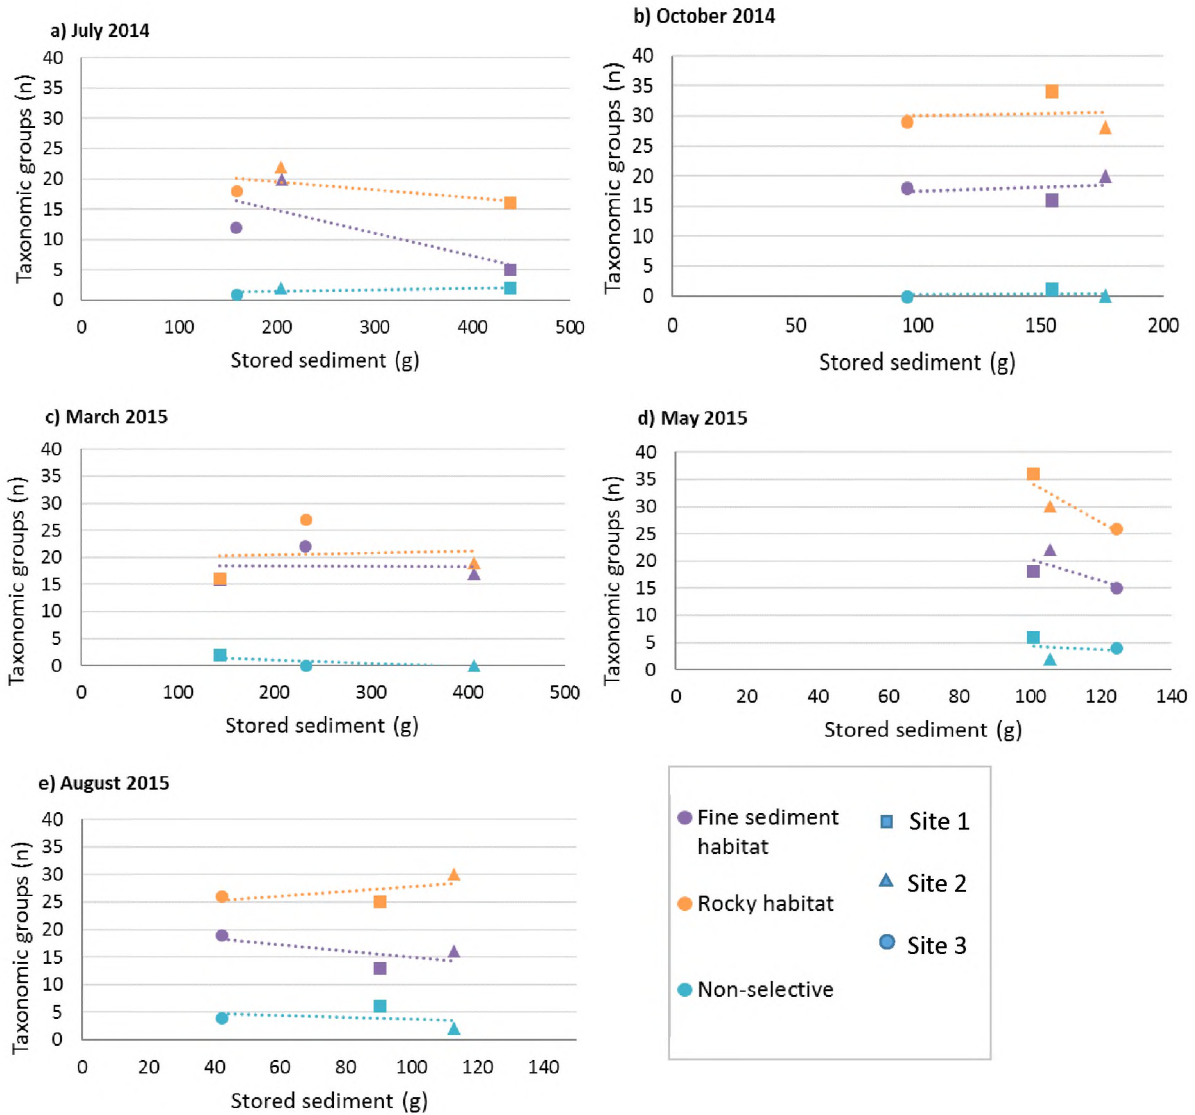 a) July 2014
Taxonomic groups (n)
40
35
30
25
20
15
10
5
0
0 100 200 300 400 500
Stored sediment (g)
b) October 2014
Taxonomic groups (n)
40
35
30
25
20
15
10
5
0
0 50 100 150 200
Stored sediment (g)
c) March 2015
Taxonomic groups (n)
40
35
30
25
20
15
10
5
0
0 100 200 300 400 500
Stored sediment (g)
d) May 2015
Taxonomic groups (n)
40
35
30
25
20
15
10
5
0
0 20 40 60 80 100 120 140
Stored sediment (g)
e) August 2015
Taxonomic groups (n)
40
35
30
25
20
15
10
5
0
0 20 40 60 80 100 120 140
Stored sediment (g)
Fine sediment
habitat
Rocky habitat
Non-selective
Site 1
Site 2
Site 3